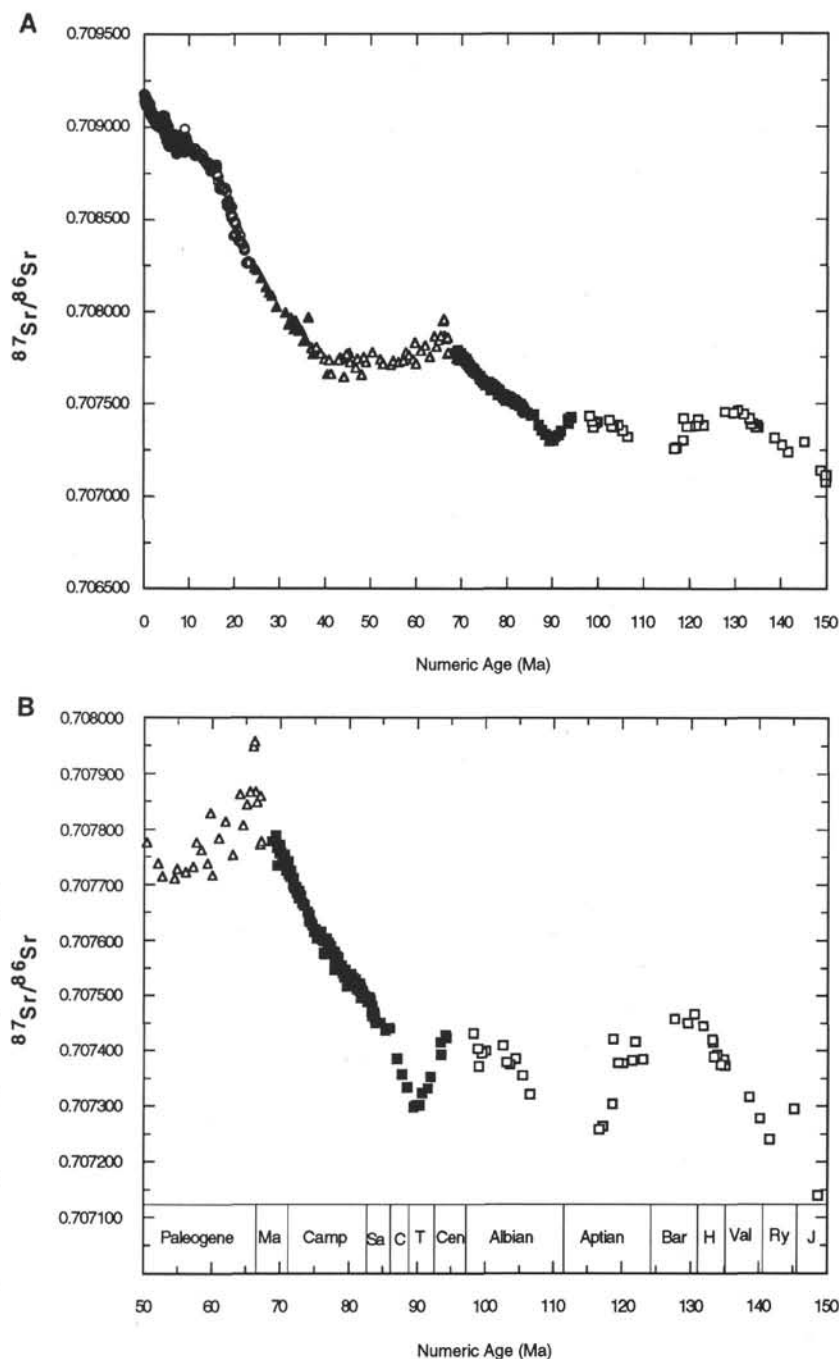 A
0.709500
0.709000
0.708500
0.708000
0.707500
0.707000
0.706500
87Sr/86Sr
0 10 20 30 40 50 60 70 80 90 100 110 120 130 140 150
Numeric Age (Ma)
B
0.708000
0.707900
0.707800
0.707700
0.707600
0.707500
0.707400
0.707300
0.707200
0.707100
87Sr/86Sr
Paleogene Ma Camp Sa C T Cen Albian Aptian Bar H Val Ry J
50 60 70 80 90 100 110 120 130 140 150
Numeric Age (Ma)